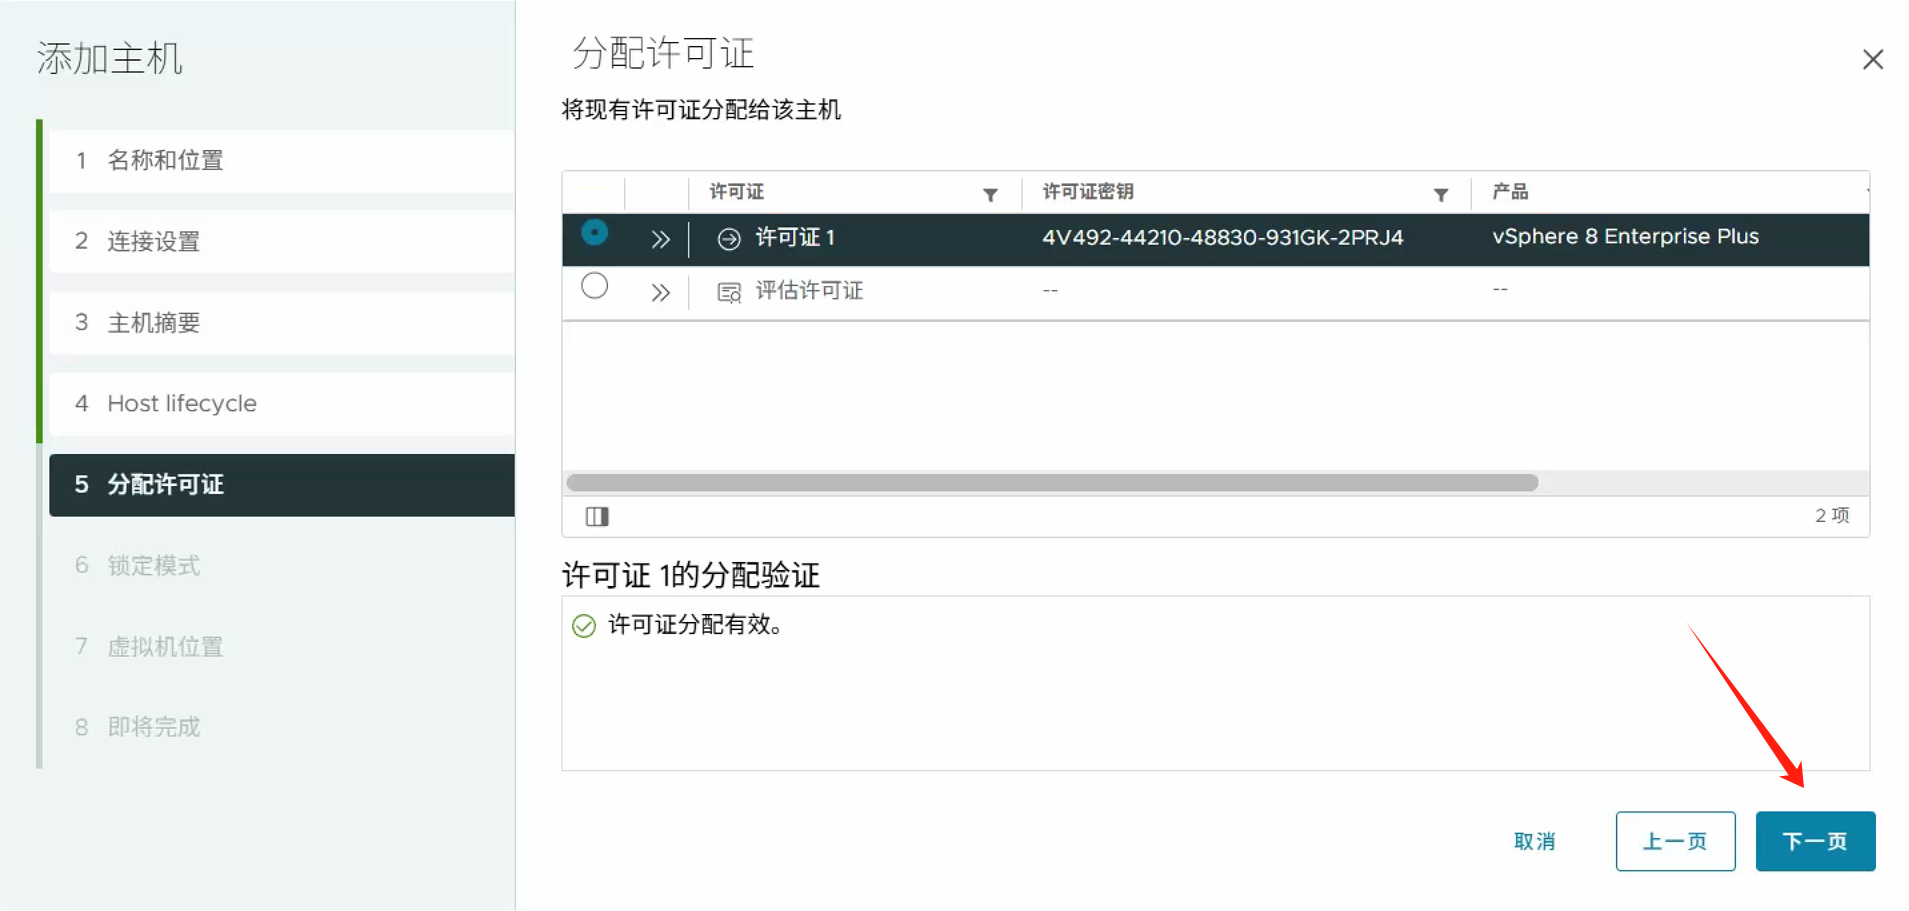 添加主机
1 名称和位置
2 连接设置
3 主机摘要
4 Host lifecycle
5 分配许可证
6 锁定模式
7 虚拟机位置
8 即将完成
分配许可证
将现有许可证分配给该主机
许可证 许可证密钥 产品
许可证 1 4V492-44210-48830-931GK-2PRJ4 vSphere 8 Enterprise Plus
评估许可证 -- --
2 项
许可证 1的分配验证
许可证分配有效。
取消 上一页 下一页